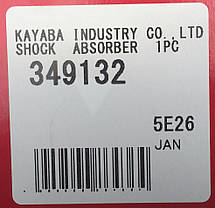 KAYABA INDUSTRY CO.,LTD
SHOCK ABSORBER 1PC
349132
5E26
JAN